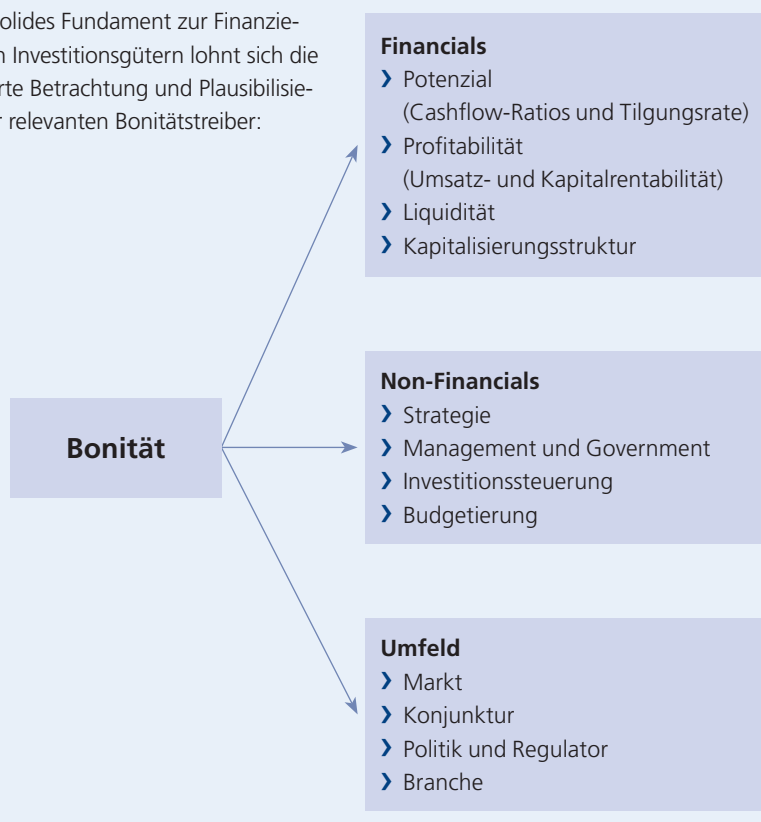 olides Fundament zur Finanzie-
n Investitionsgütern lohnt sich die
rte Betrachtung und Plausibilisie-
r relevanten Bonitätstreiber:
Bonität
Financials
❯ Potenzial
(Cashflow-Ratios und Tilgungsrate)
❯ Profitabilität
(Umsatz- und Kapitalrentabilität)
❯ Liquidität
❯ Kapitalisierungsstruktur
Non-Financials
❯ Strategie
❯ Management und Government
❯ Investitionssteuerung
❯ Budgetierung
Umfeld
❯ Markt
❯ Konjunktur
❯ Politik und Regulator
❯ Branche